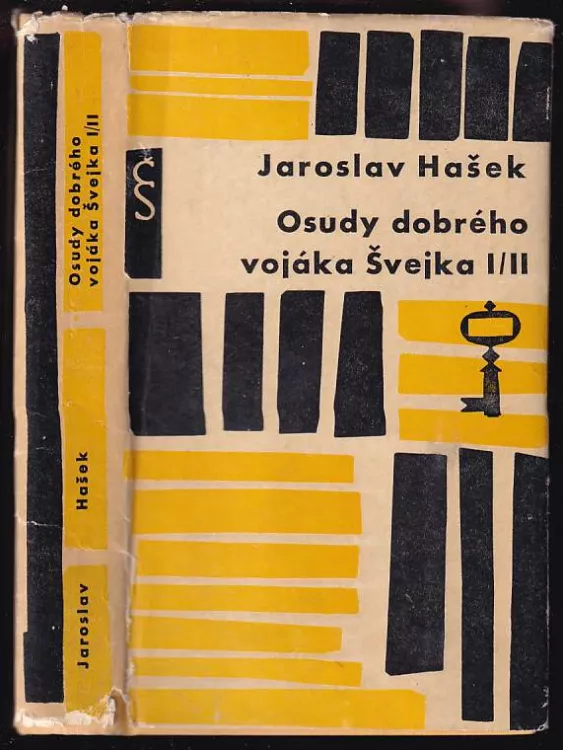 Jaroslav Hašek
Osudy dobrého
vojáka Švejka I/II
Osudy dobrého
vojáka Švejka I/II
Hašek
Jaroslav